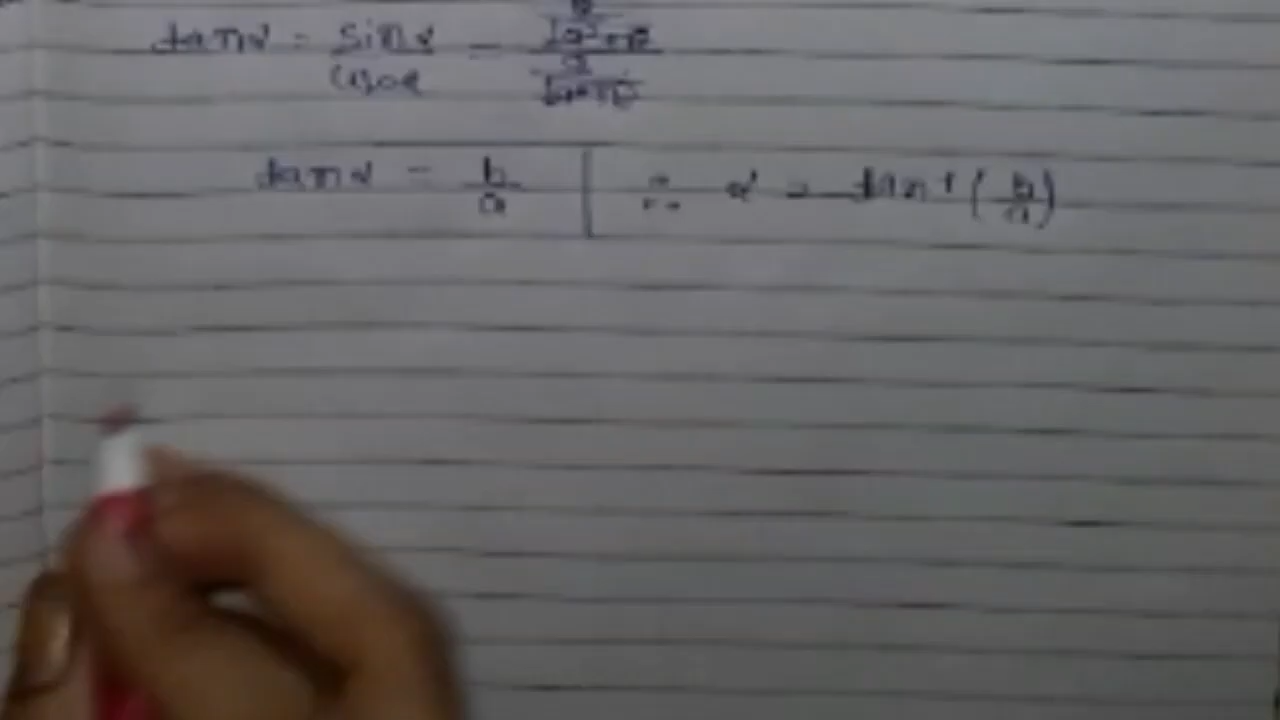 tan α = sin α / cos α = b/√a²+b² / a/√a²+b²
tan α = b/a | ∴ α = tan⁻¹ (b/a)